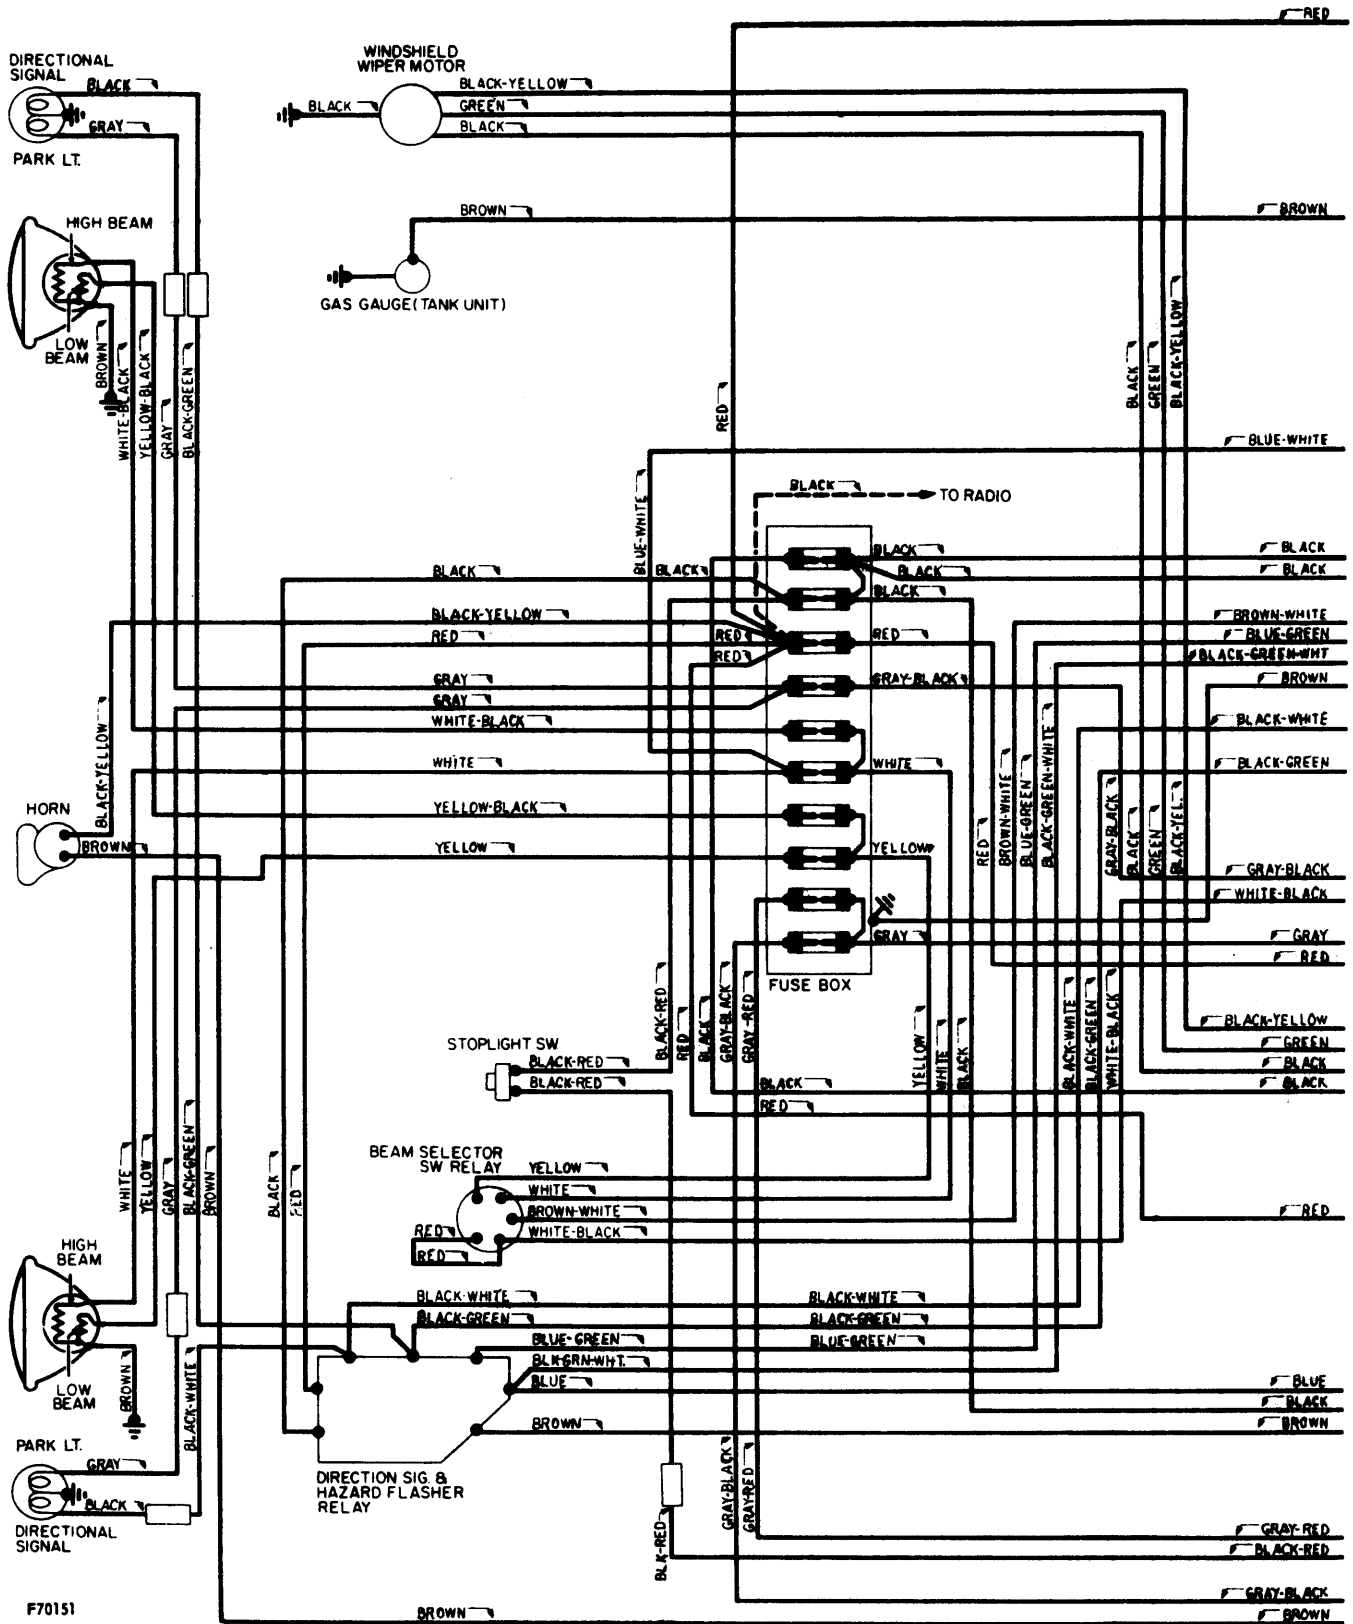 RED
DIRECTIONAL
SIGNAL
BLACK
GRAY
PARK LT.
WINDSHIELD
WIPER MOTOR
BLACK
BLACK-YELLOW
GREEN
BLACK
BROWN
BROWN
GAS GAUGE (TANK UNIT)
HIGH BEAM
LOW
BEAM
BROWN
WHITE-BLACK
YELLOW-BLACK
GRAY
BLACK-GREEN
RED
BLACK
GREEN
BLACK-YELLOW
BLUE-WHITE
BLUE-WHITE
BLACK
TO RADIO
BLACK
BLACK
BLACK
BLACK
BLACK
BLACK
BLACK
BLACK-YELLOW
RED
RED
RED
RED
BROWN-WHITE
BLUE-GREEN
BLACK-GREEN-WHT
BROWN
GRAY
GRAY
GRAY-BLACK
WHITE-BLACK
BLACK-WHITE
WHITE
WHITE
BLACK-GREEN
YELLOW-BLACK
YELLOW
YELLOW
BLACK-YELLOW
HORN
BROWN
RED
BROWN-WHITE
BLUE-GREEN
BLACK-GREEN-WHITE
GRAY-BLACK
BLACK
GREEN
BLACK-YEL.
GRAY-BLACK
WHITE-BLACK
GRAY
GRAY
RED
FUSE BOX
BLACK-RED
RED
BLACK
GRAY-BLACK
GRAY-RED
YELLOW
WHITE
BLACK
BLACK-WHITE
BLACK-GREEN
WHITE-BLACK
BLACK-YELLOW
GREEN
BLACK
BLACK
STOPLIGHT SW
BLACK-RED
BLACK-RED
BLACK
RED
BEAM SELECTOR
SW RELAY
YELLOW
WHITE
BROWN-WHITE
WHITE-BLACK
RED
RED
RED
WHITE
YELLOW
GRAY
BLACK-GREEN
BROWN
BLACK
RED
HIGH
BEAM
LOW
BEAM
BROWN
BLACK-WHITE
BLACK-WHITE
BLACK-WHITE
BLACK-GREEN
BLACK-GREEN
BLUE-GREEN
BLUE-GREEN
BLK-GRN-WHT.
BLUE
BLUE
BLACK
BROWN
BROWN
DIRECTION SIG. &
HAZARD FLASHER
RELAY
PARK LT.
GRAY
BLACK
DIRECTIONAL
SIGNAL
GRAY-BLACK
GRAY-RED
BLK-RED
GRAY-RED
BLACK-RED
GRAY-BLACK
BROWN
BROWN
F70151